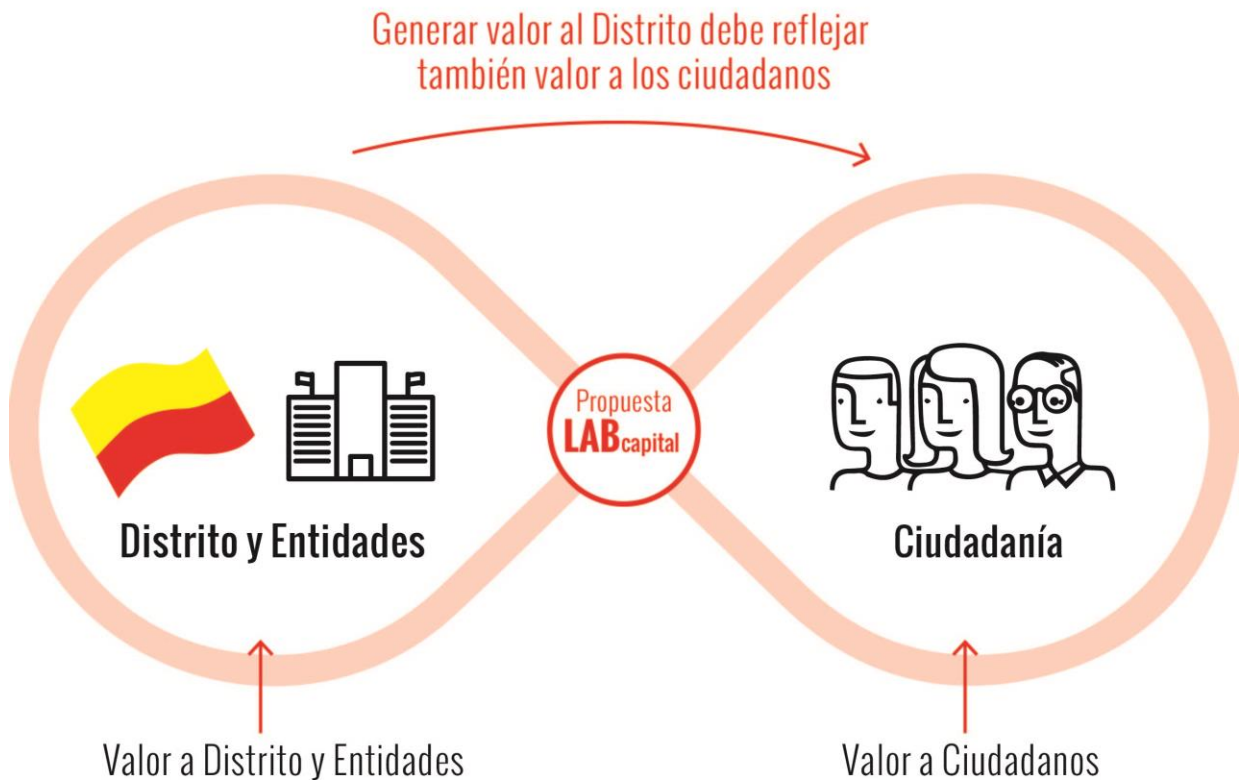 Generar valor al Distrito debe reflejar
también valor a los ciudadanos
Propuesta
LABcapital
Distrito y Entidades
Ciudadanía
Valor a Distrito y Entidades
Valor a Ciudadanos